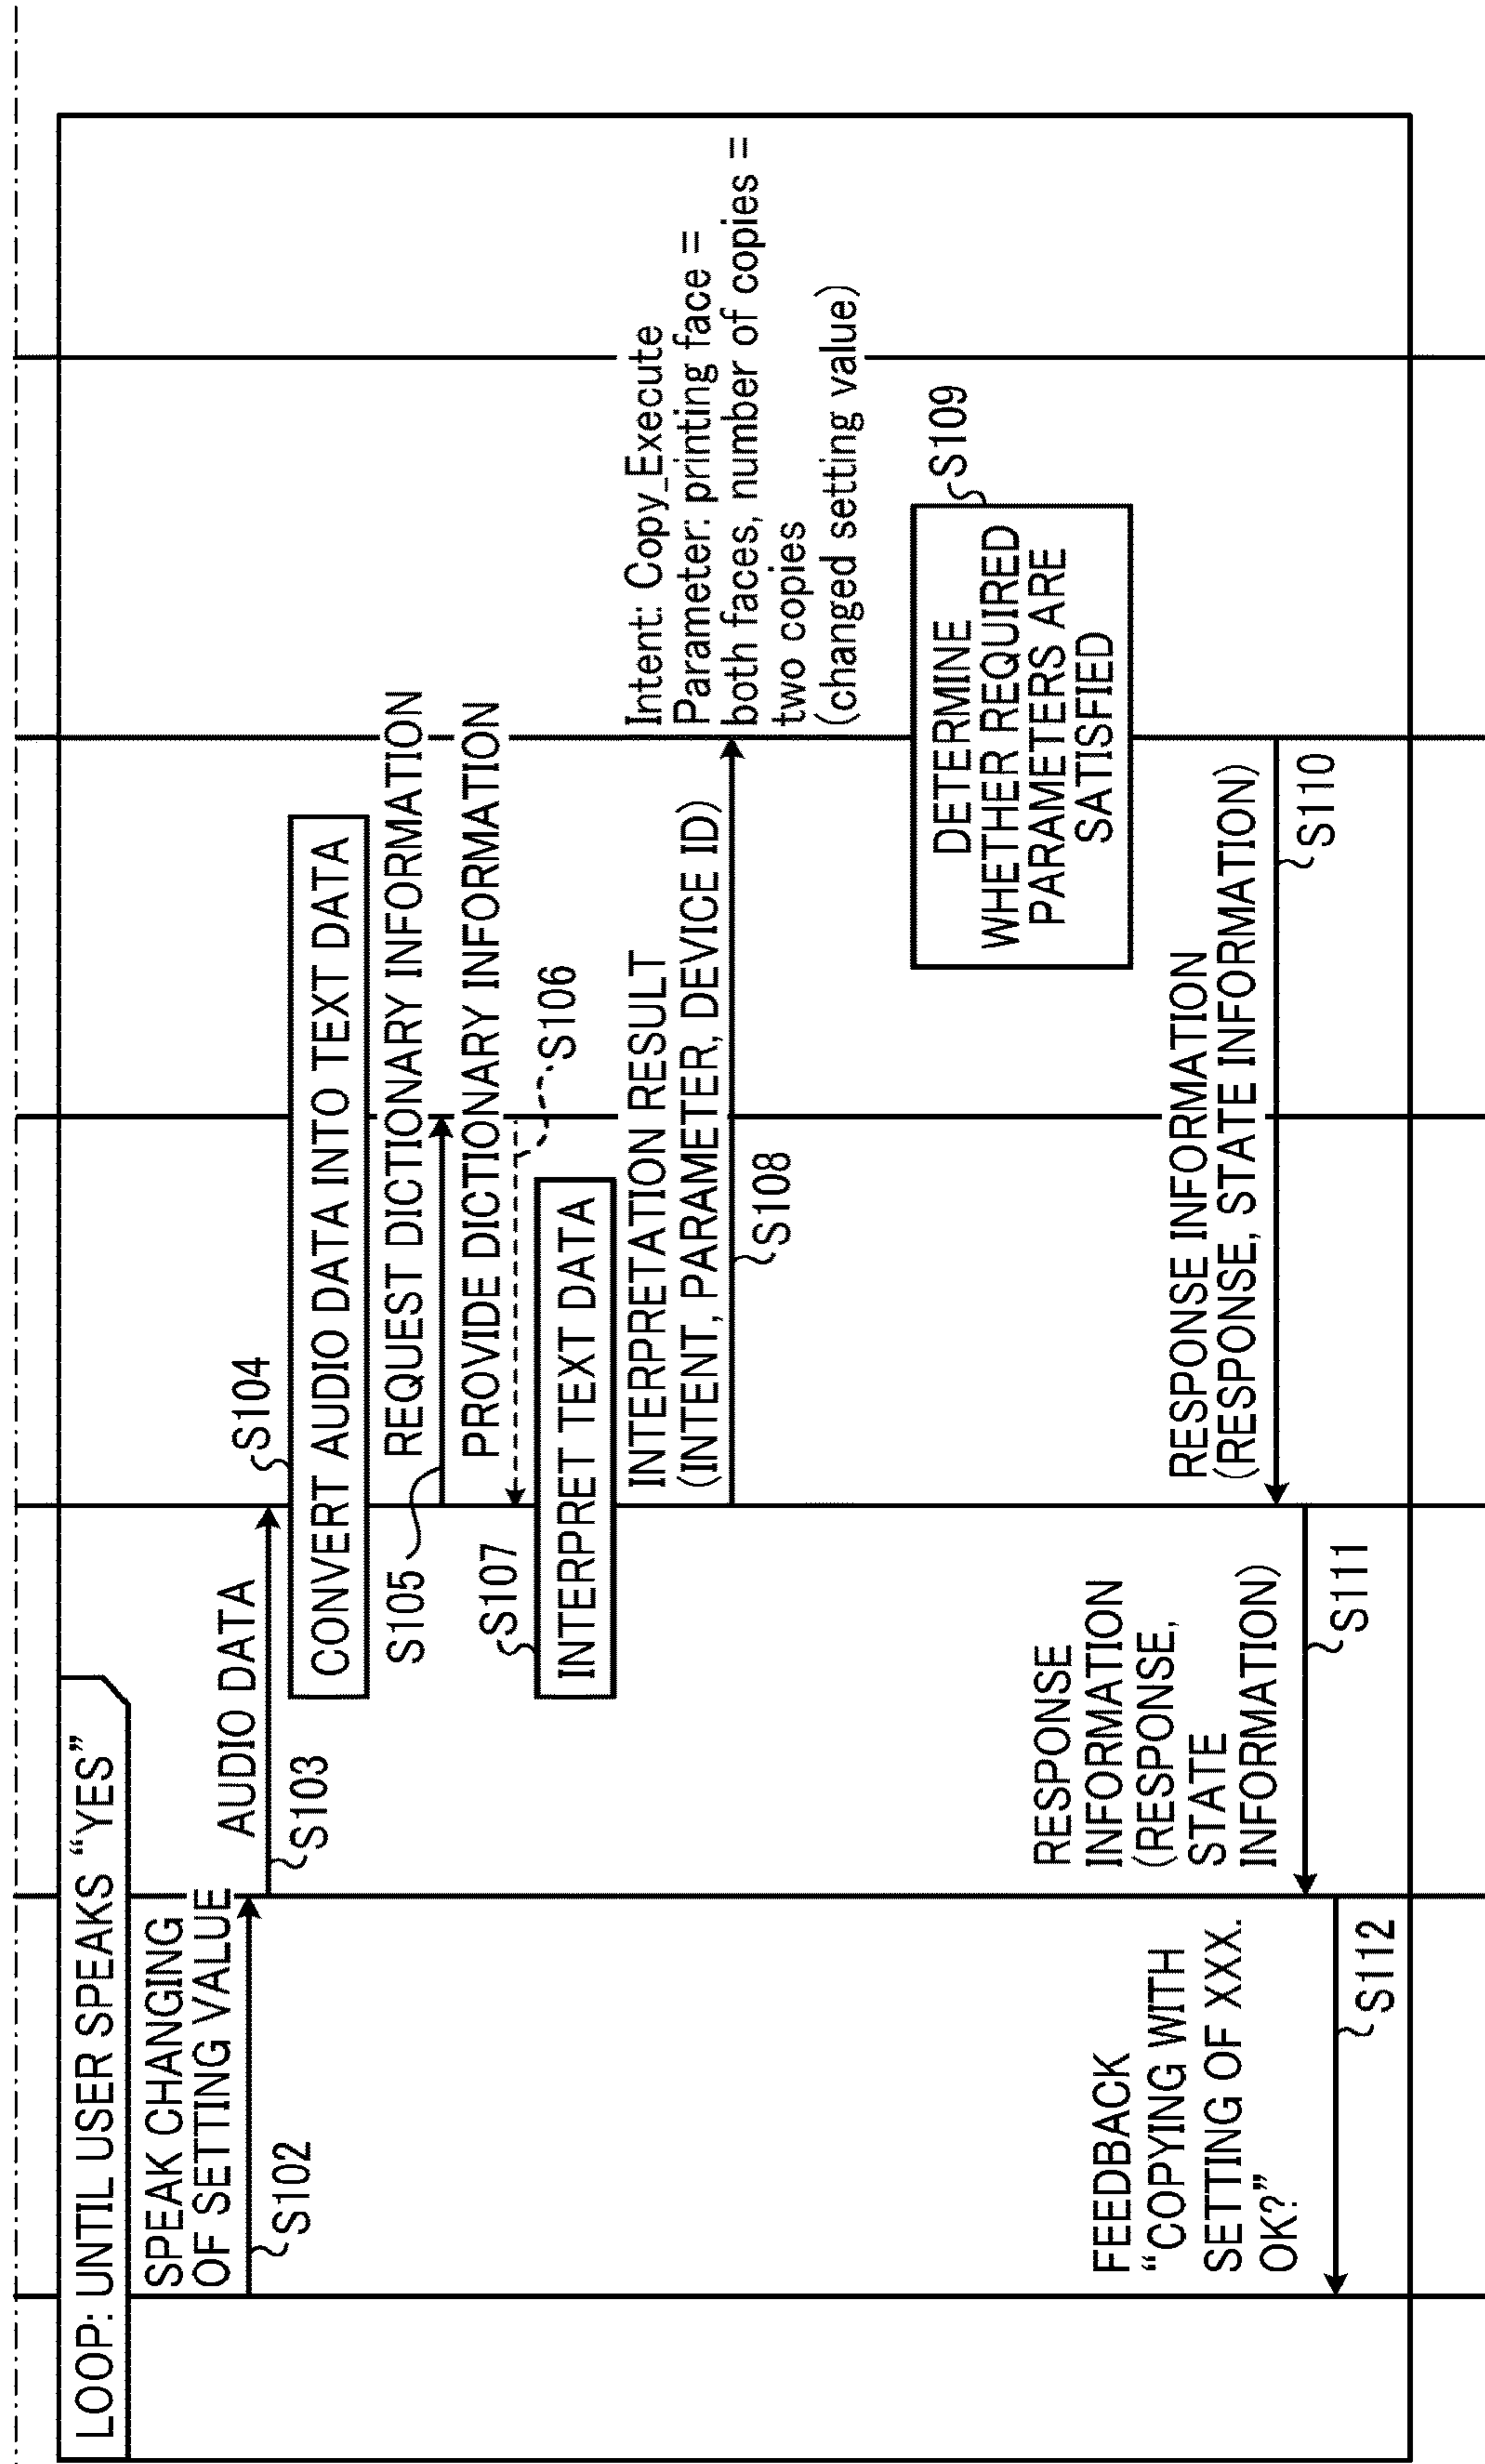 LOOP: UNTIL USER SPEAKS “YES”
SPEAK CHANGING
OF SETTING VALUE
S102
AUDIO DATA
S103
S104
CONVERT AUDIO DATA INTO TEXT DATA
REQUEST DICTIONARY INFORMATION
S105
PROVIDE DICTIONARY INFORMATION
S106
S107
INTERPRET TEXT DATA
INTERPRETATION RESULT
(INTENT, PARAMETER, DEVICE ID)
S108
Intent: Copy_Execute
Parameter: printing face =
both faces, number of copies =
two copies
(changed setting value)
S109
DETERMINE
WHETHER REQUIRED
PARAMETERS ARE
SATISFIED
RESPONSE INFORMATION
(RESPONSE, STATE INFORMATION)
S110
RESPONSE
INFORMATION
(RESPONSE,
STATE
INFORMATION)
S111
FEEDBACK
“COPYING WITH
SETTING OF XXX.
OK?”
S112